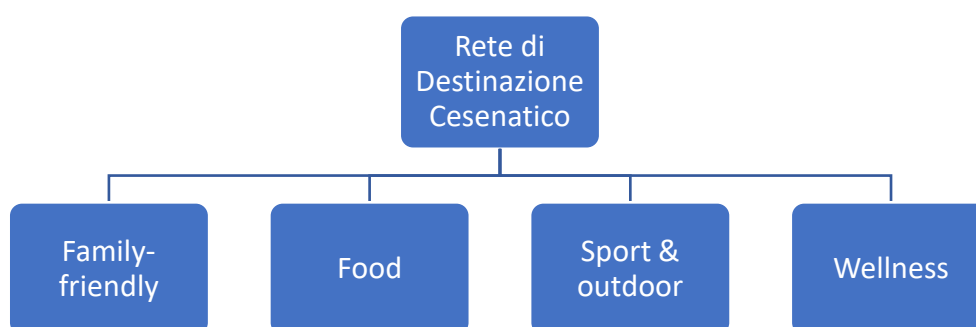 Rete di
Destinazione
Cesenatico
Family-
friendly
Food
Sport &
outdoor
Wellness